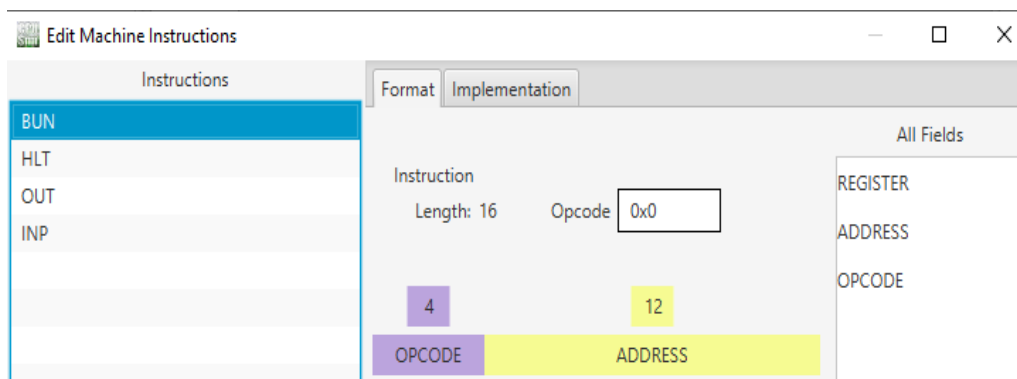 Edit Machine Instructions
Instructions
BUN
HLT
OUT
INP
Format Implementation
Instruction
Length: 16 Opcode 0x0
4 12
OPCODE ADDRESS
All Fields
REGISTER
ADDRESS
OPCODE